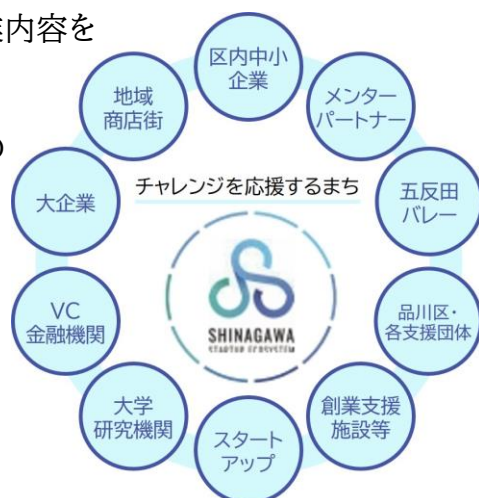 業内容を
の
区内中小
企業
メンター
パートナー
五反田
バレー
品川区・
各支援団体
創業支援
施設等
スタート
アップ
大学
研究機関
VC
金融機関
大企業
地域
商店街
チャレンジを応援するまち
SHINAGAWA
STARTUP ECOSYSTEM